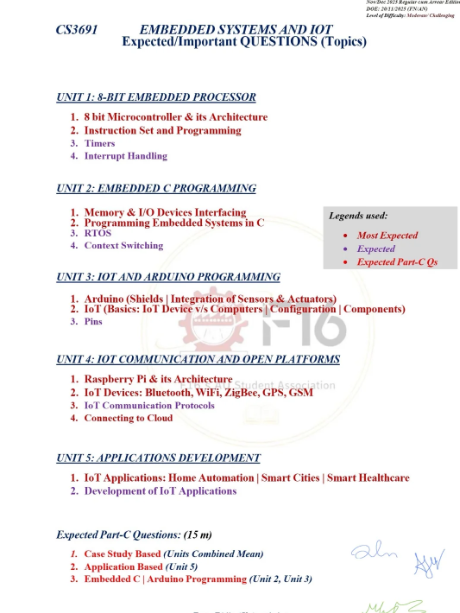 Nov/Dec 2023 Regular cum Arrear Edition
DOE: 20/11/2023 (FN/AN)
Level of Difficulty: Moderate/ Challenging
CS3691 EMBEDDED SYSTEMS AND IOT
Expected/Important QUESTIONS (Topics)
UNIT 1: 8-BIT EMBEDDED PROCESSOR
1. 8 bit Microcontroller & its Architecture
2. Instruction Set and Programming
3. Timers
4. Interrupt Handling
UNIT 2: EMBEDDED C PROGRAMMING
1. Memory & I/O Devices Interfacing
2. Programming Embedded Systems in C
3. RTOS
4. Context Switching
Legends used:
• Most Expected
• Expected
• Expected Part-C Qs
UNIT 3: IOT AND ARDUINO PROGRAMMING
1. Arduino (Shields | Integration of Sensors & Actuators)
2. IoT (Basics: IoT Device v/s Computers | Configuration | Components)
3. Pins
F16
UNIT 4: IOT COMMUNICATION AND OPEN PLATFORMS
1. Raspberry Pi & its Architecture
Student Association
2. IoT Devices: Bluetooth, WiFi, ZigBee, GPS, GSM
3. IoT Communication Protocols
4. Connecting to Cloud
UNIT 5: APPLICATIONS DEVELOPMENT
1. IoT Applications: Home Automation | Smart Cities | Smart Healthcare
2. Development of IoT Applications
Expected Part-C Questions: (15 m)
1. Case Study Based (Units Combined Mean)
2. Application Based (Unit 5)
3. Embedded C | Arduino Programming (Unit 2, Unit 3)